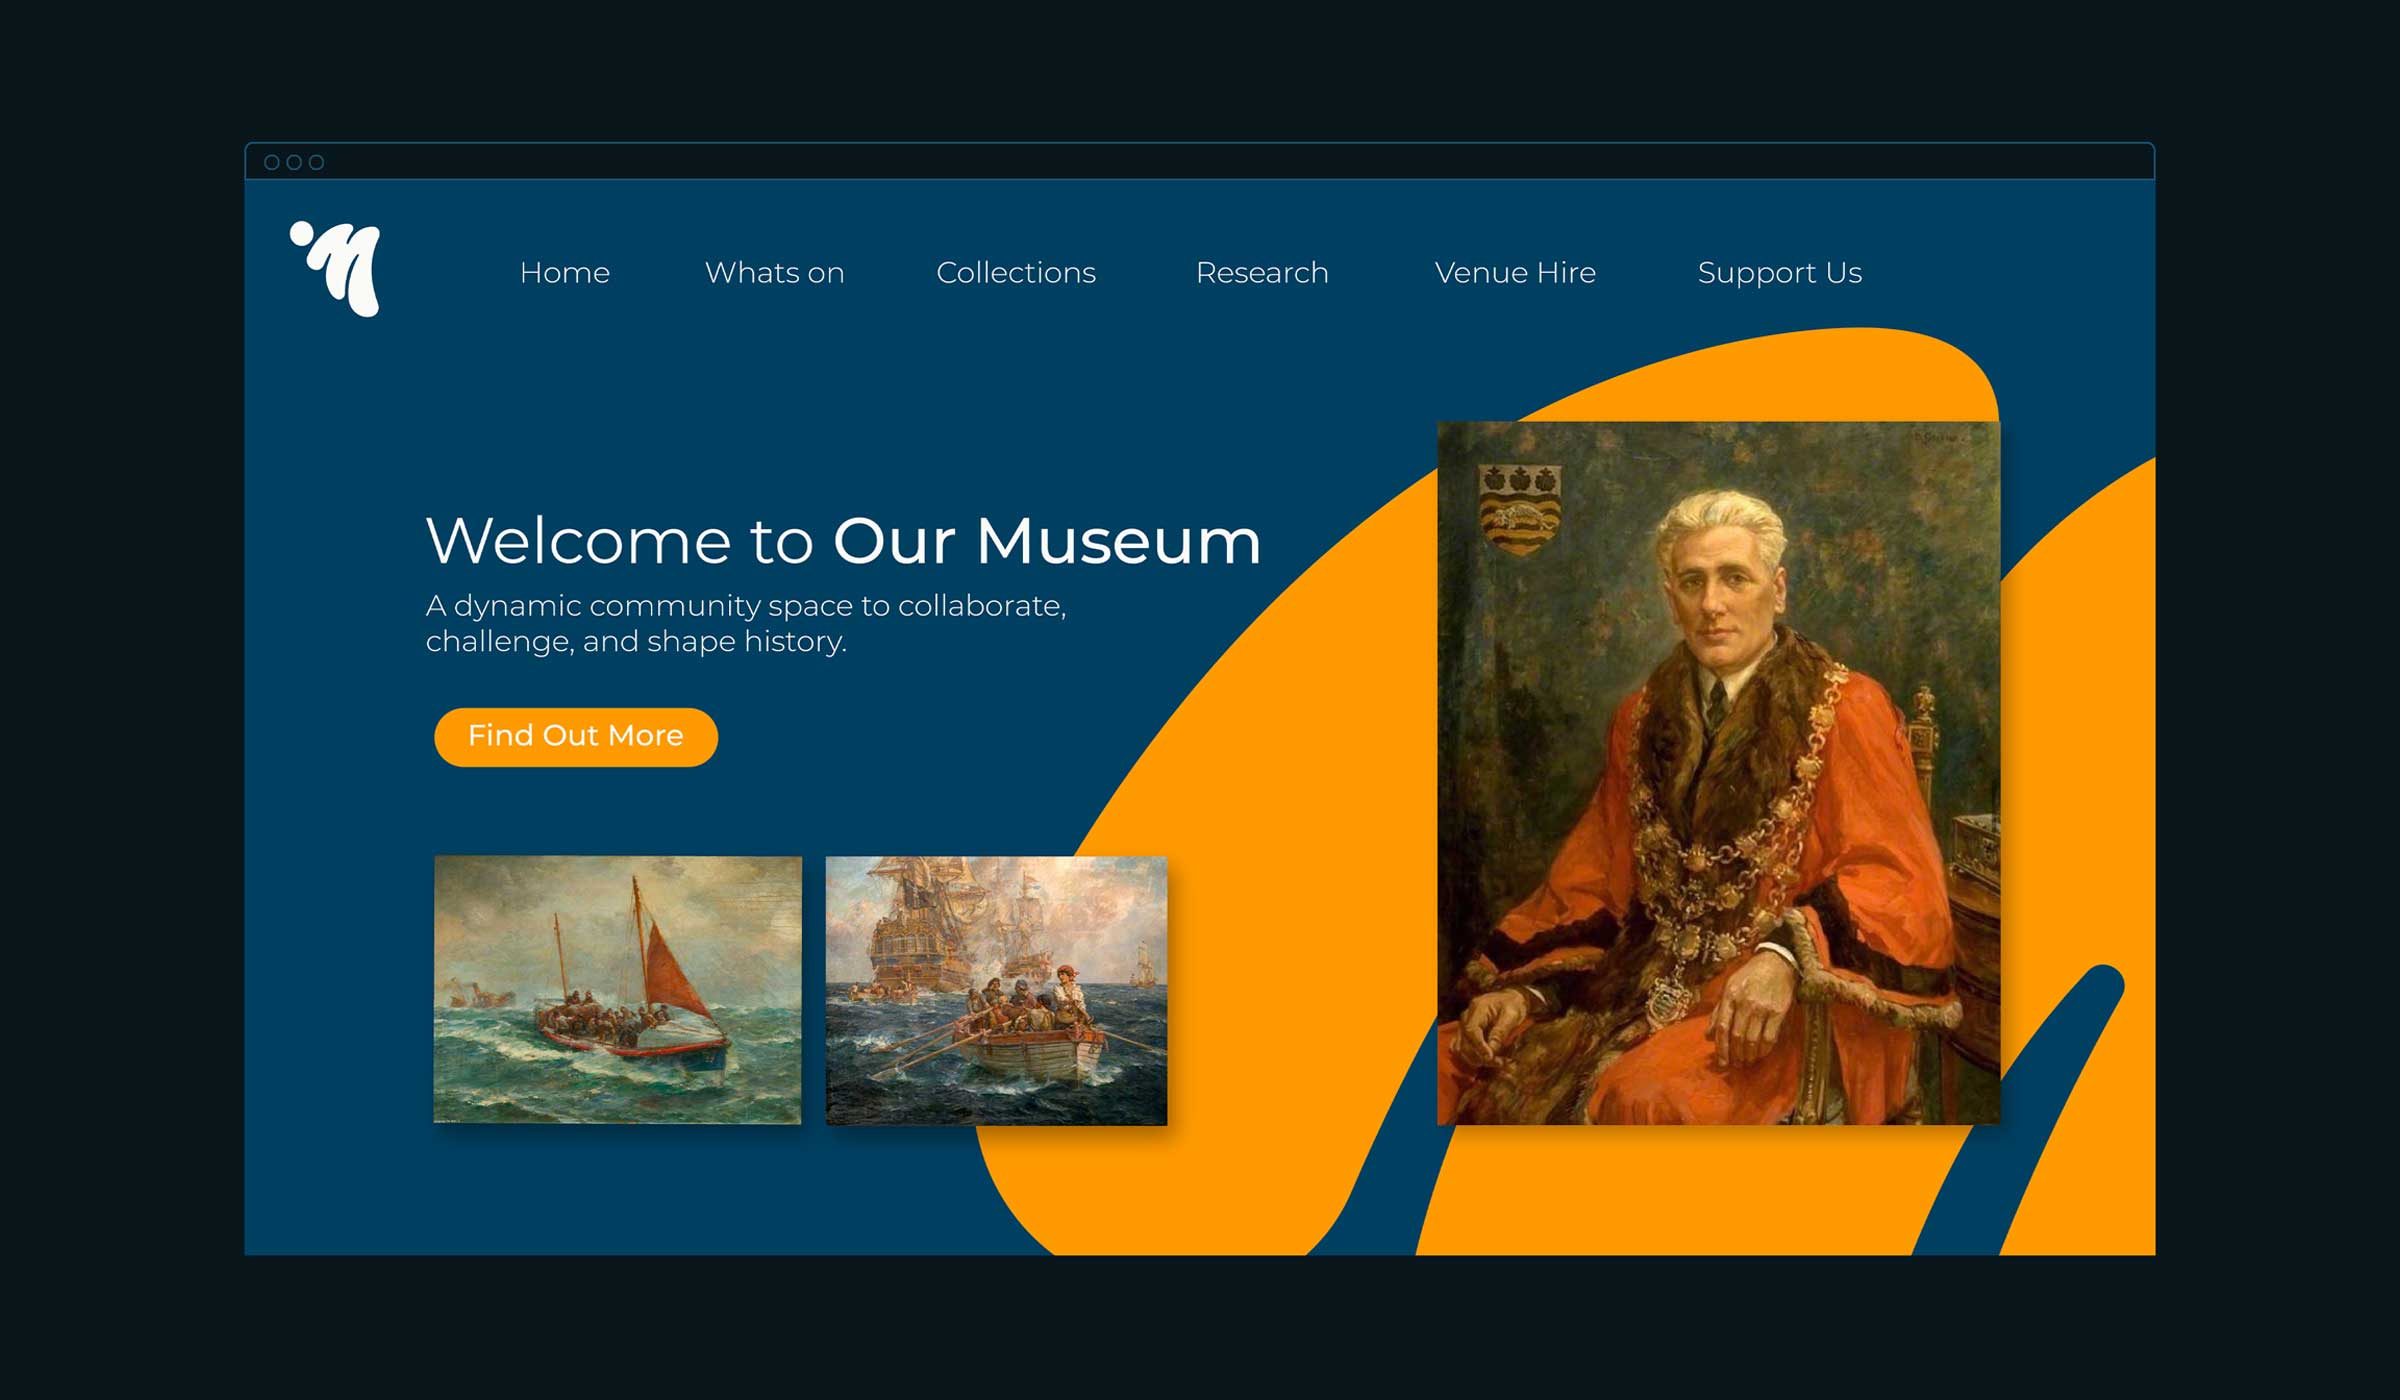 Home Whats on Collections Research Venue Hire Support Us
Welcome to Our Museum
A dynamic community space to collaborate,
challenge, and shape history.
Find Out More